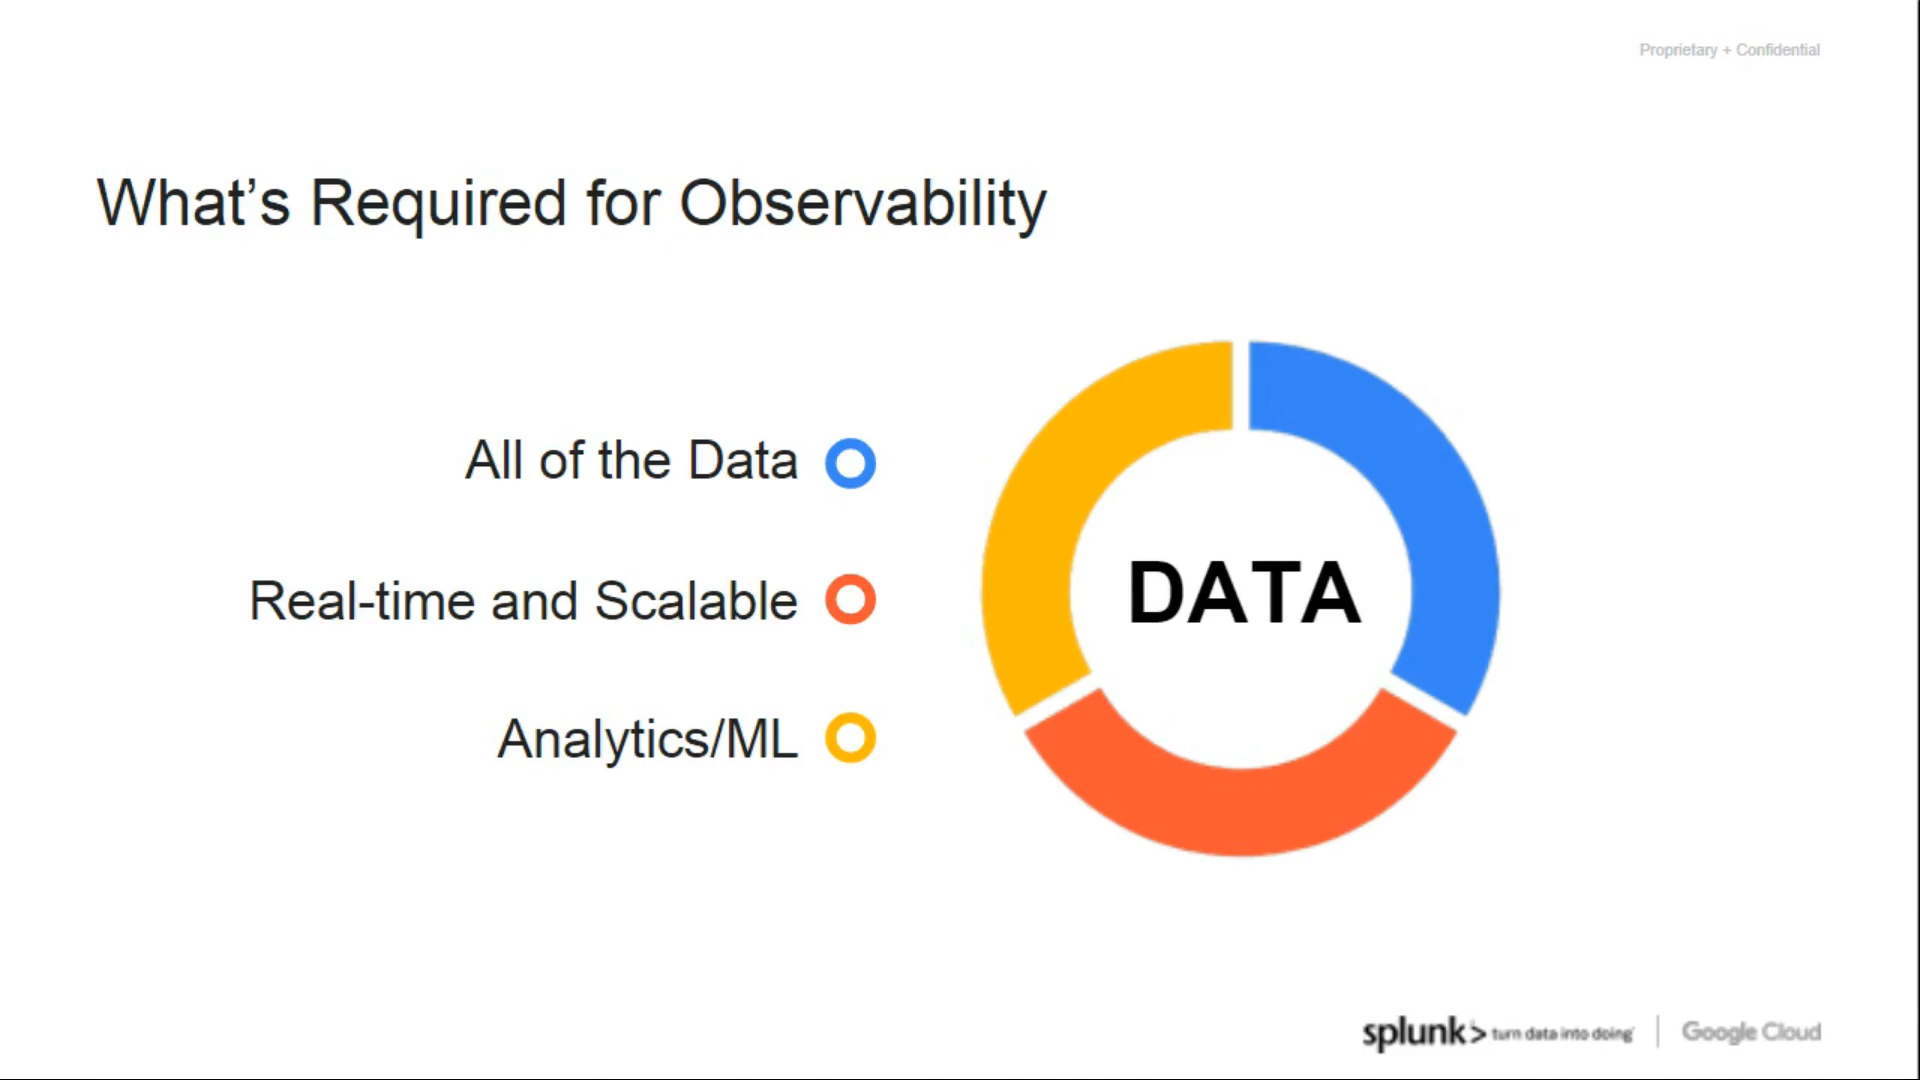 Proprietary + Confidential
What’s Required for Observability
All of the Data
Real-time and Scalable
Analytics/ML
DATA
splunk> turn data into doing
Google Cloud